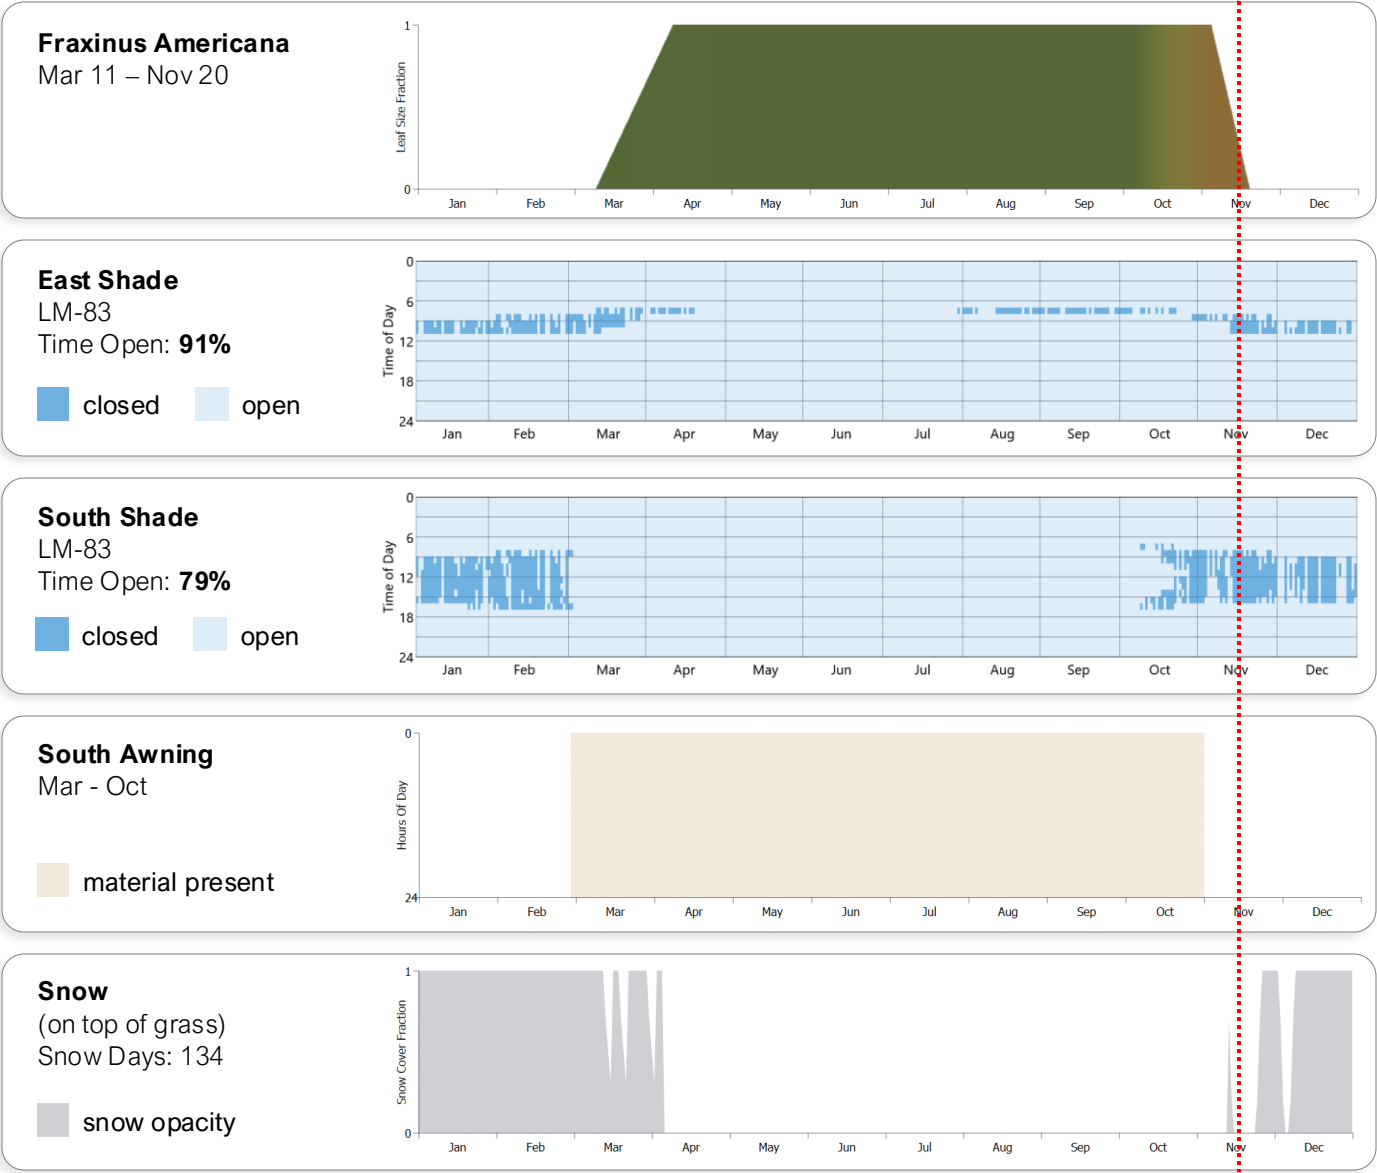 Fraxinus Americana
Mar 11 – Nov 20
Leaf Size Fraction
1
0
Jan Feb Mar Apr May Jun Jul Aug Sep Oct Nov Dec
East Shade
LM-83
Time Open: 91%
closed open
Time of Day
0
6
12
18
24
Jan Feb Mar Apr May Jun Jul Aug Sep Oct Nov Dec
South Shade
LM-83
Time Open: 79%
closed open
Time of Day
0
6
12
18
24
Jan Feb Mar Apr May Jun Jul Aug Sep Oct Nov Dec
South Awning
Mar - Oct
material present
Hours Of Day
0
24
Jan Feb Mar Apr May Jun Jul Aug Sep Oct Nov Dec
Snow
(on top of grass)
Snow Days: 134
snow opacity
Snow Cover Fraction
1
0
Jan Feb Mar Apr May Jun Jul Aug Sep Oct Nov Dec